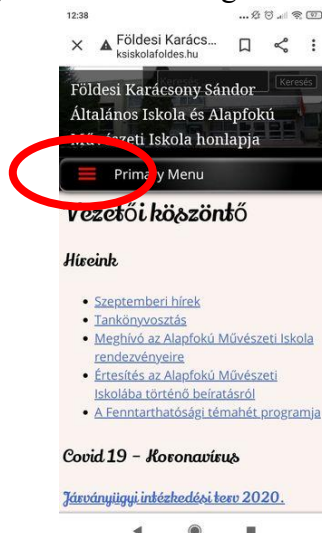 12:38
Földesi Karács...
ksiskolafoldes.hu
Keresés
Keresés
Földesi Karácsony Sándor
Általános Iskola és Alapfokú
Művészeti Iskola honlapja
Primary Menu
Vezetői köszöntő
Híreink
Szeptemberi hírek
Tankönyvosztás
Meghívó az Alapfokú Művészeti Iskola
rendezvényeire
Értesítés az Alapfokú Művészeti
Iskolába történő beíratásról
A Fenntarthatósági témahét programja
Covid 19 – Koronavírus
Járványügyi intézkedési terv 2020.